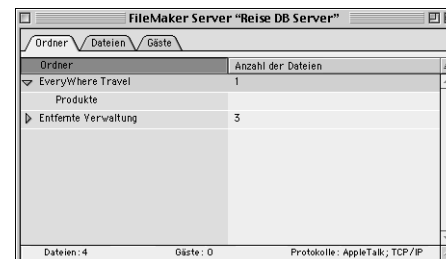 FileMaker Server “Reise DB Server”
Ordner Dateien Gäste
Ordner Anzahl der Dateien
EveryWhere Travel 1
Produkte
Entfernte Verwaltung 3
Dateien: 4 Gäste: 0 Protokolle: AppleTalk; TCP/IP